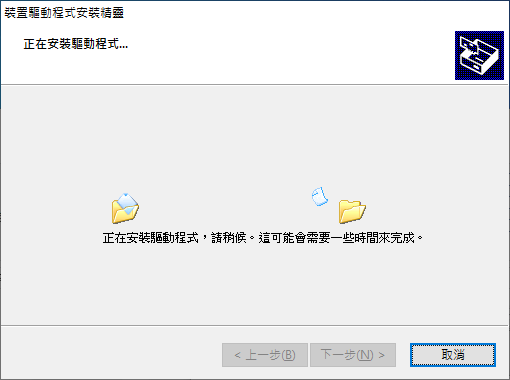 裝置驅動程式安裝精靈
正在安裝驅動程式...
正在安裝驅動程式，請稍候。這可能會需要一些時間來完成。
< 上一步(B)
下一步(N) >
取消